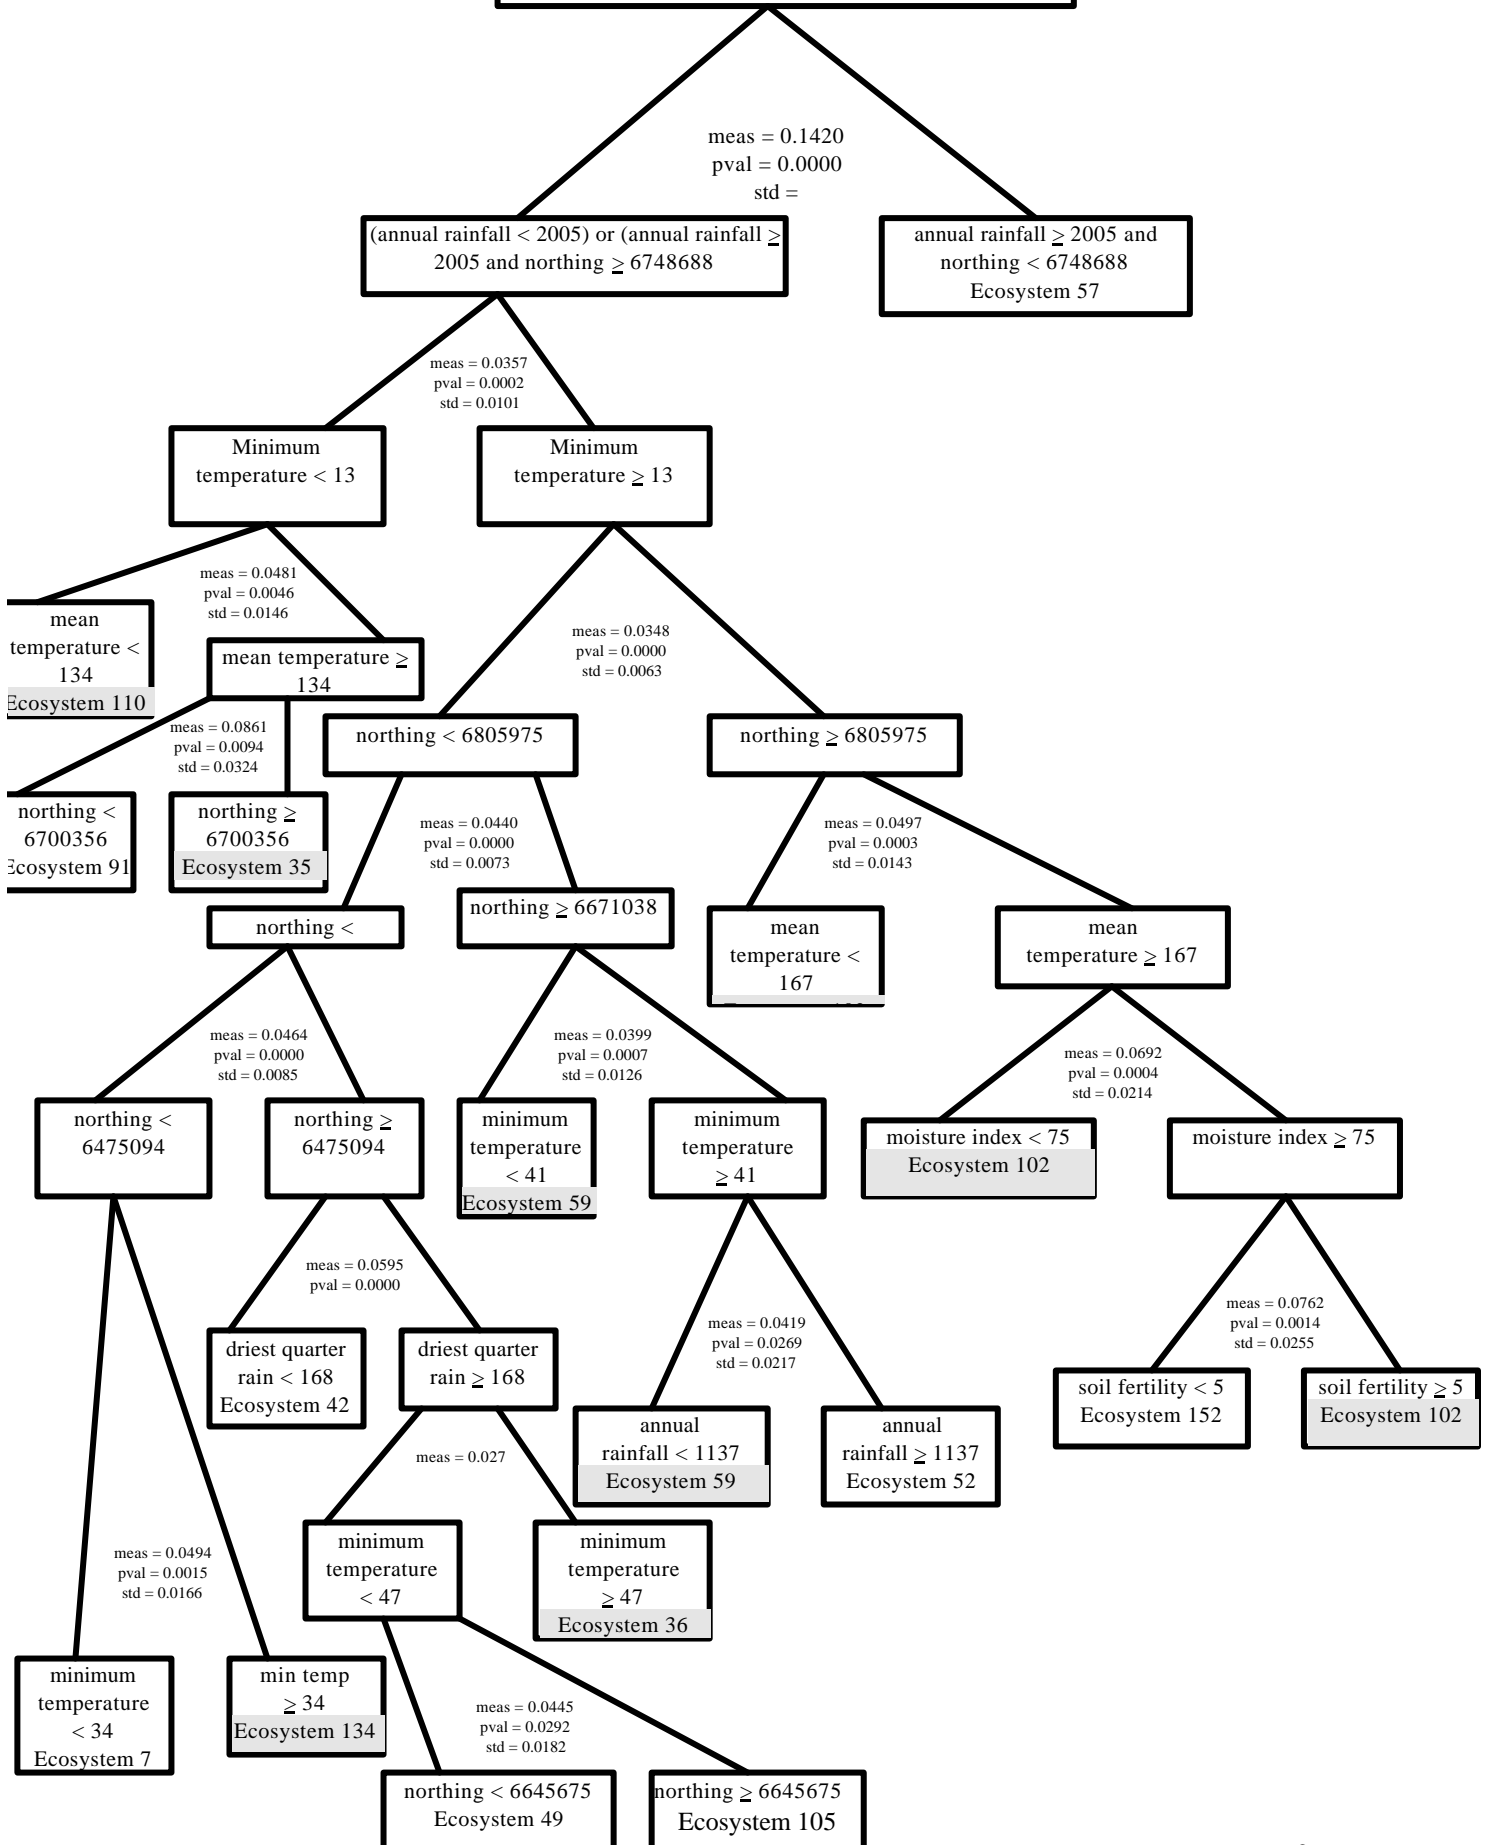 meas = 0.1420
pval = 0.0000
std =
(annual rainfall < 2005) or (annual rainfall ≥
2005 and northing ≥ 6748688
annual rainfall ≥ 2005 and
northing < 6748688
Ecosystem 57
meas = 0.0357
pval = 0.0002
std = 0.0101
Minimum
temperature < 13
Minimum
temperature ≥ 13
meas = 0.0481
pval = 0.0046
std = 0.0146
mean
temperature <
134
Ecosystem 110
mean temperature ≥
134
meas = 0.0348
pval = 0.0000
std = 0.0063
meas = 0.0861
pval = 0.0094
std = 0.0324
northing < 6805975
northing ≥ 6805975
northing <
6700356
Ecosystem 91
northing ≥
6700356
Ecosystem 35
meas = 0.0440
pval = 0.0000
std = 0.0073
meas = 0.0497
pval = 0.0003
std = 0.0143
northing <
northing ≥ 6671038
mean
temperature <
167
mean
temperature ≥ 167
meas = 0.0464
pval = 0.0000
std = 0.0085
meas = 0.0399
pval = 0.0007
std = 0.0126
meas = 0.0692
pval = 0.0004
std = 0.0214
northing <
6475094
northing ≥
6475094
minimum
temperature
< 41
Ecosystem 59
minimum
temperature
≥ 41
moisture index < 75
Ecosystem 102
moisture index ≥ 75
meas = 0.0595
pval = 0.0000
meas = 0.0419
pval = 0.0269
std = 0.0217
meas = 0.0762
pval = 0.0014
std = 0.0255
driest quarter
rain < 168
Ecosystem 42
driest quarter
rain ≥ 168
soil fertility < 5
Ecosystem 152
soil fertility ≥ 5
Ecosystem 102
meas = 0.027
annual
rainfall < 1137
Ecosystem 59
annual
rainfall ≥ 1137
Ecosystem 52
meas = 0.0494
pval = 0.0015
std = 0.0166
minimum
temperature
< 47
minimum
temperature
≥ 47
Ecosystem 36
minimum
temperature
< 34
Ecosystem 7
min temp
≥ 34
Ecosystem 134
meas = 0.0445
pval = 0.0292
std = 0.0182
northing < 6645675
Ecosystem 49
northing ≥ 6645675
Ecosystem 105